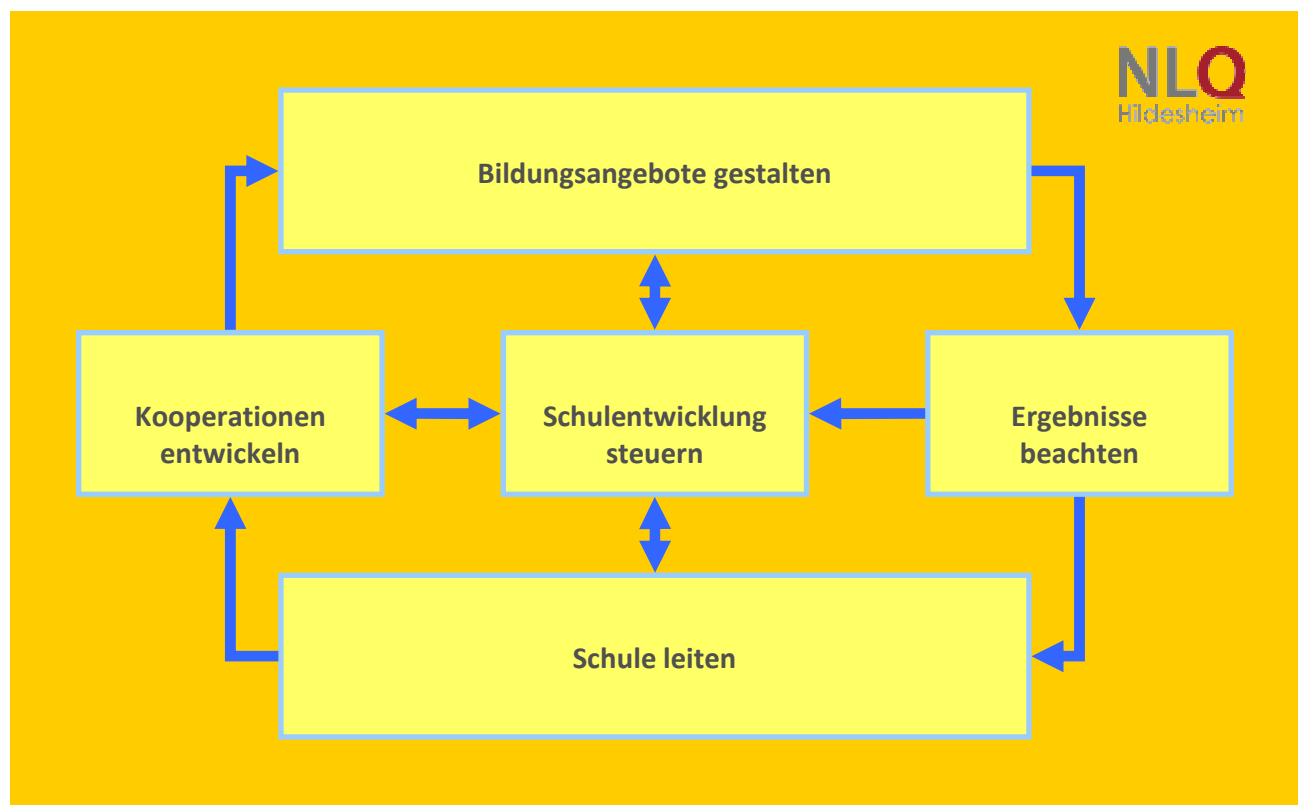 NLQ
Hildesheim
Bildungsangebote gestalten
Kooperationen
entwickeln
Schulentwicklung
steuern
Ergebnisse
beachten
Schule leiten